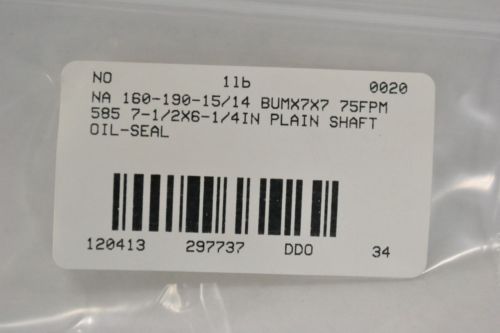 NO 1lb 0020
NA 160-190-15/14 BUMX7X7 75FPM
585 7-1/2X6-1/4IN PLAIN SHAFT
OIL-SEAL
120413 297737 DDO 34